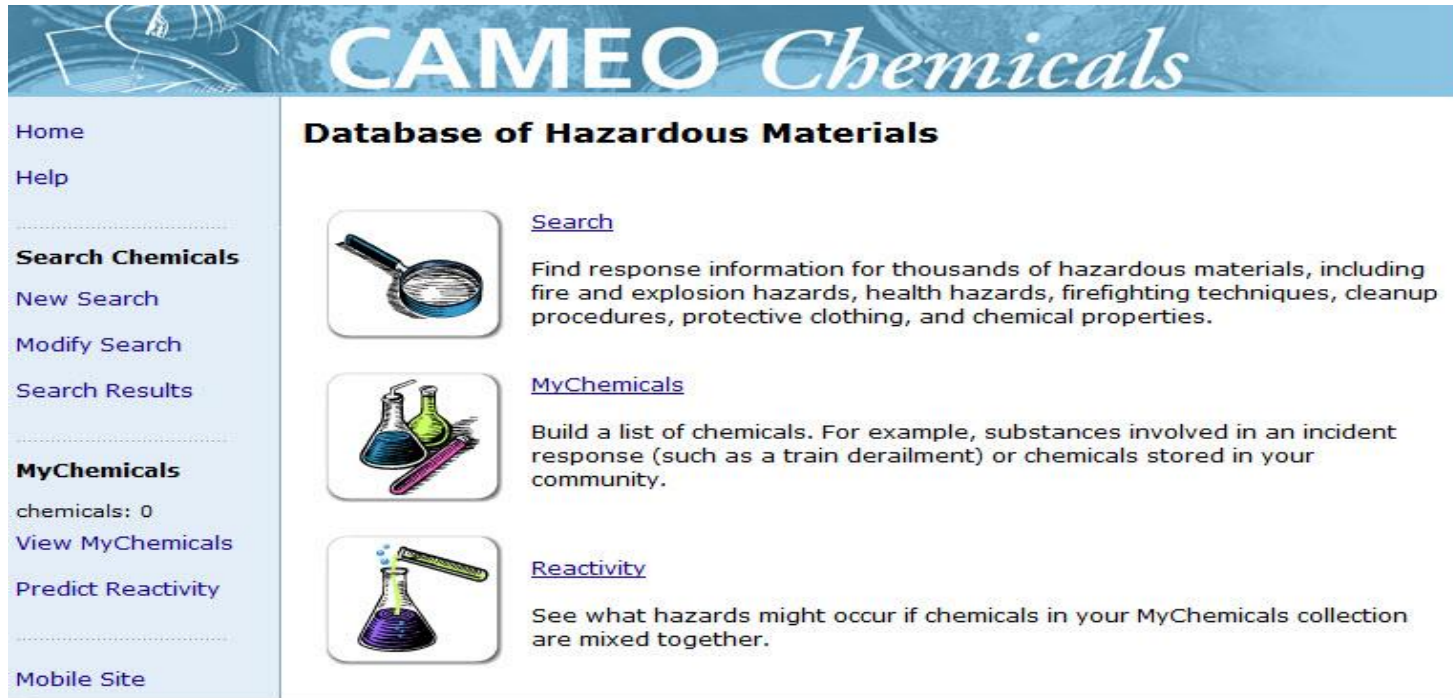 CAMEO Chemicals
Home
Help
Search Chemicals
New Search
Modify Search
Search Results
MyChemicals
chemicals: 0
View MyChemicals
Predict Reactivity
Mobile Site
Database of Hazardous Materials
Search
Find response information for thousands of hazardous materials, including
fire and explosion hazards, health hazards, firefighting techniques, cleanup
procedures, protective clothing, and chemical properties.
MyChemicals
Build a list of chemicals. For example, substances involved in an incident
response (such as a train derailment) or chemicals stored in your
community.
Reactivity
See what hazards might occur if chemicals in your MyChemicals collection
are mixed together.